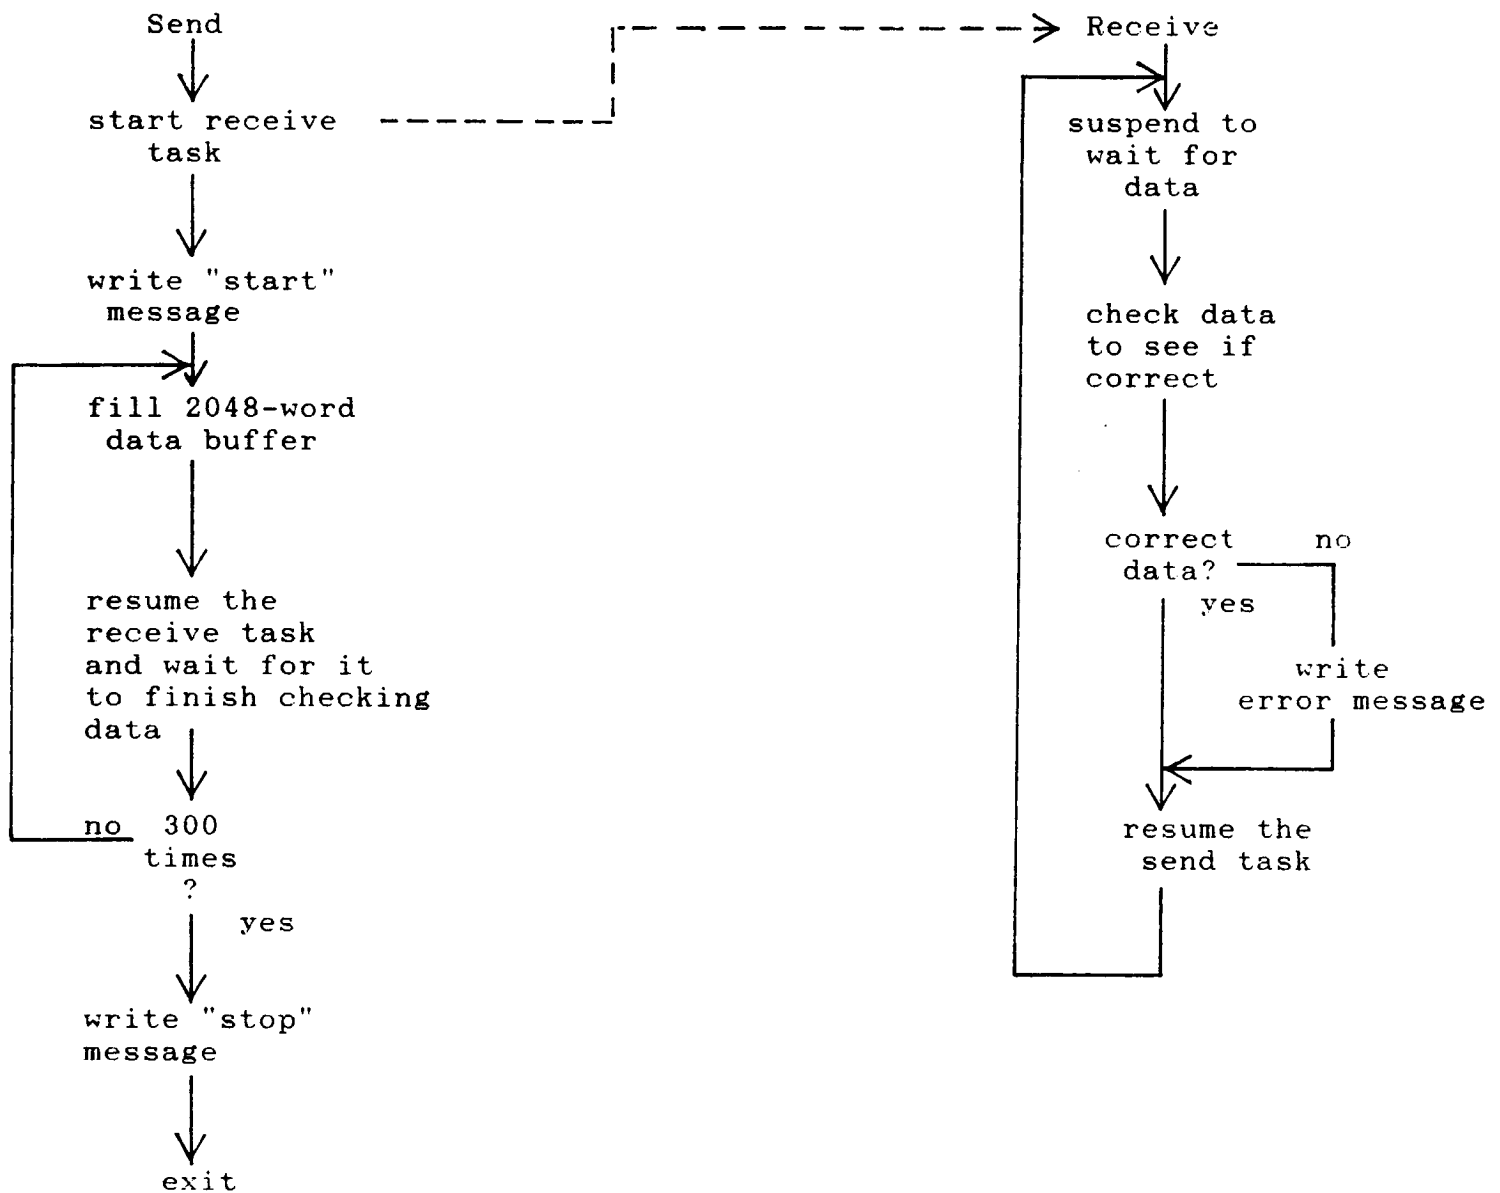 Send
start receive
task
write "start"
message
fill 2048-word
data buffer
resume the
receive task
and wait for it
to finish checking
data
no 300
times
?
yes
write "stop"
message
exit
Receive
suspend to
wait for
data
check data
to see if
correct
correct
data?
no
yes
write
error message
resume the
send task